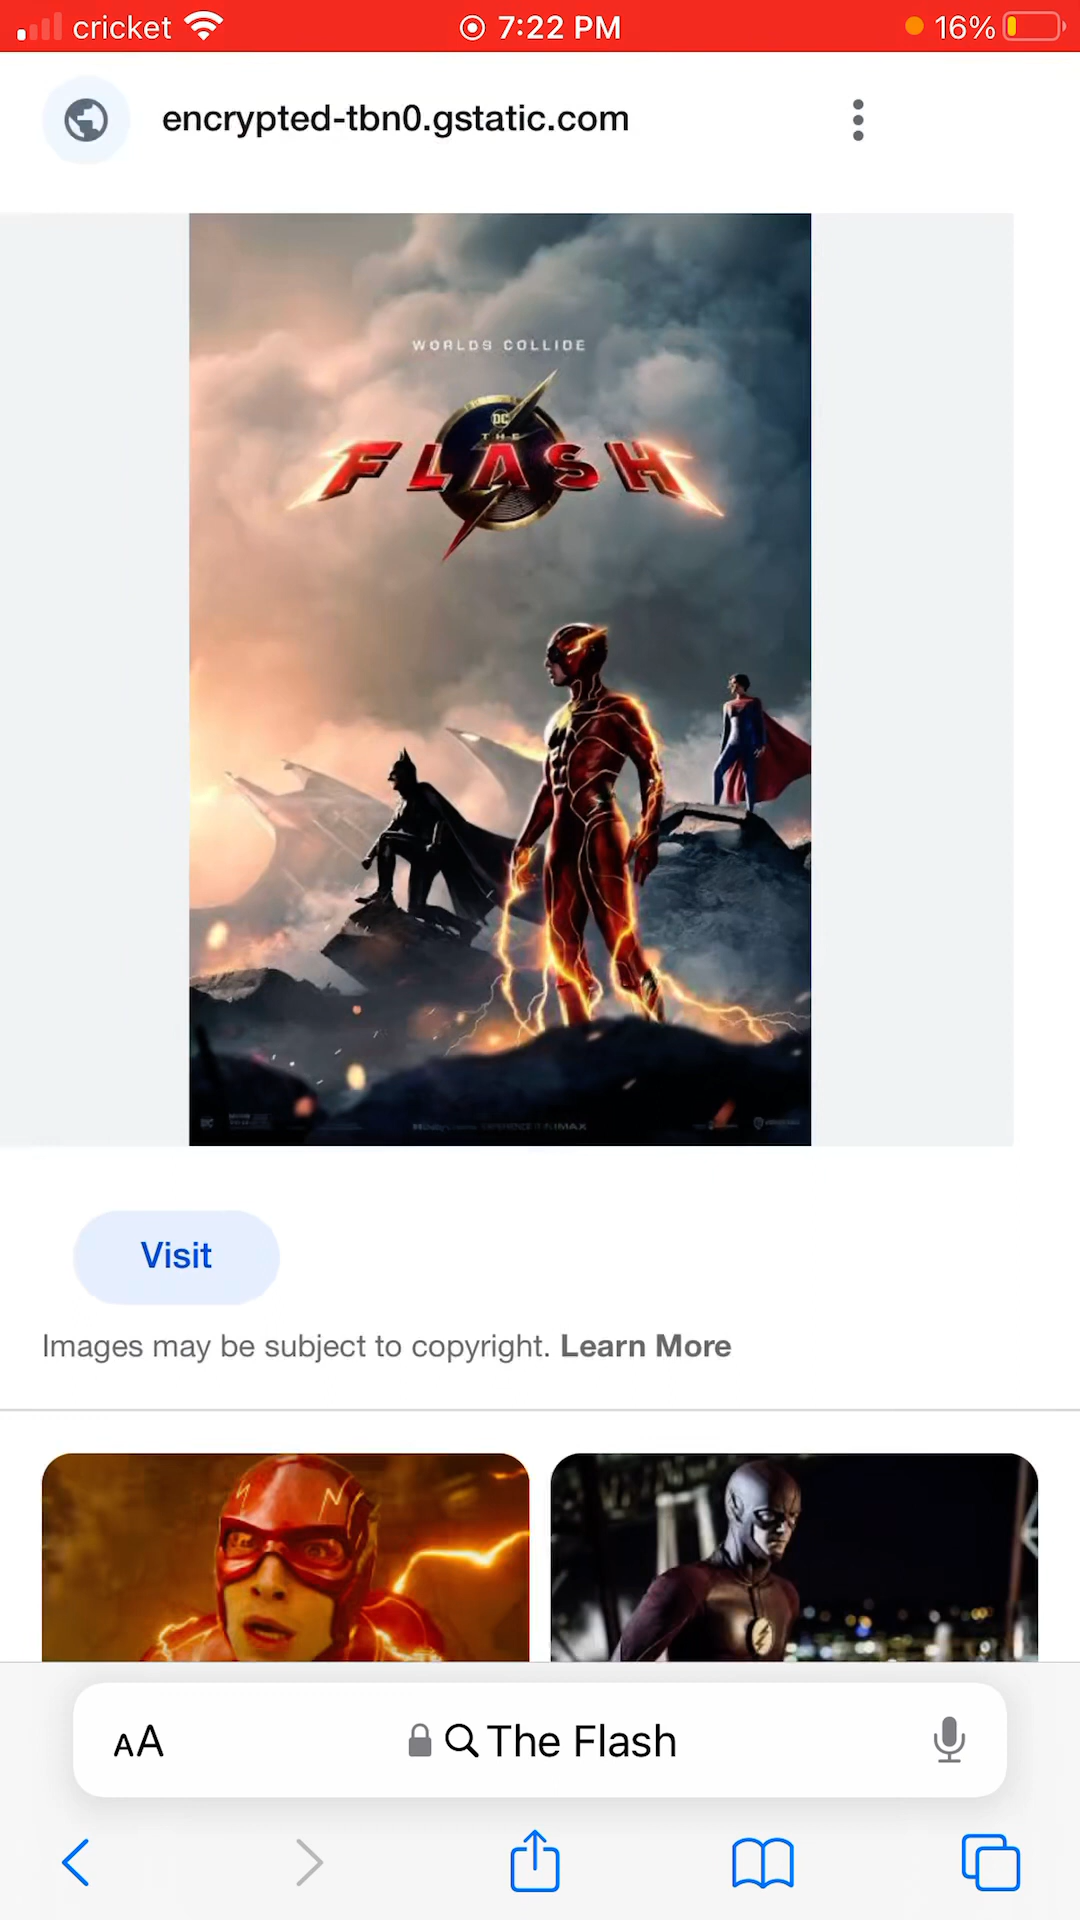 cricket 7:22 PM 16%
encrypted-tbn0.gstatic.com
WORLDS COLLIDE
DC
THE
FLASH
IMAX
Visit
Images may be subject to copyright. Learn More
AA The Flash